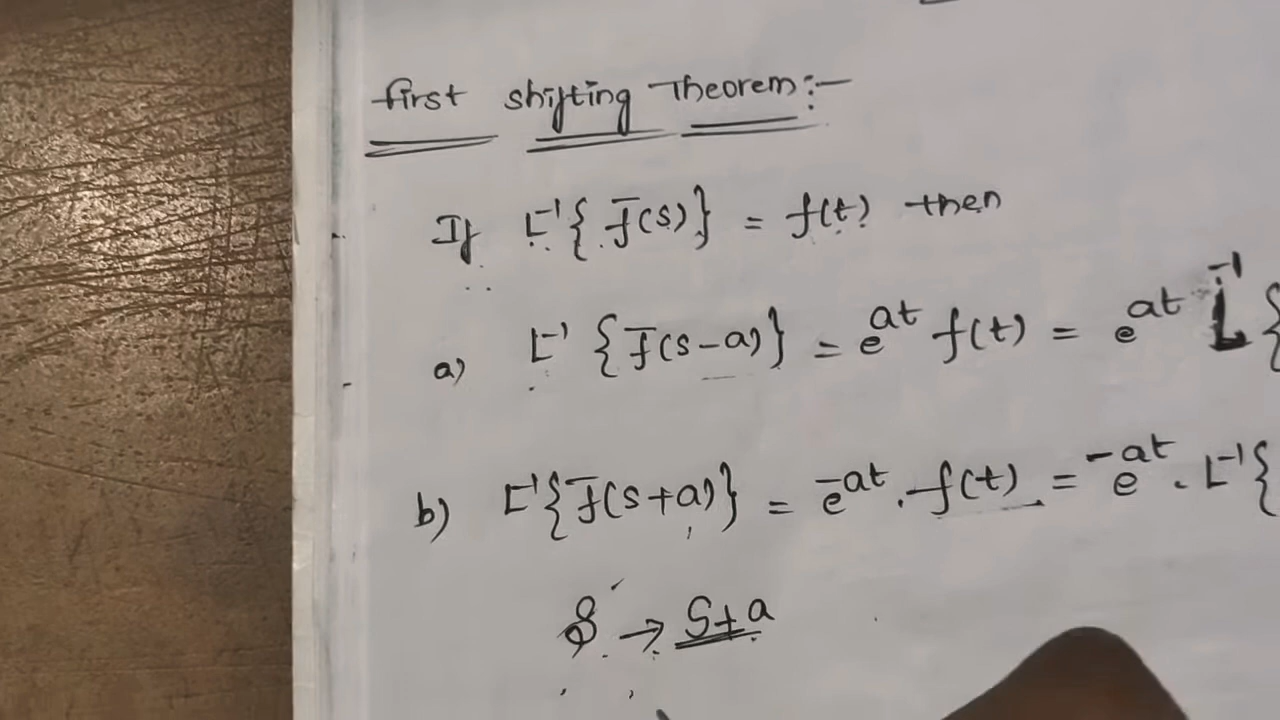 First shifting Theorem:-
If L⁻¹{f̅(s)} = f(t) then
a) L⁻¹{f̅(s-a)} = e^at f(t) = e^at L⁻¹{
b) L⁻¹{f̅(s+a)} = e^-at . f(t) = e^-at . L⁻¹{
S → S+a